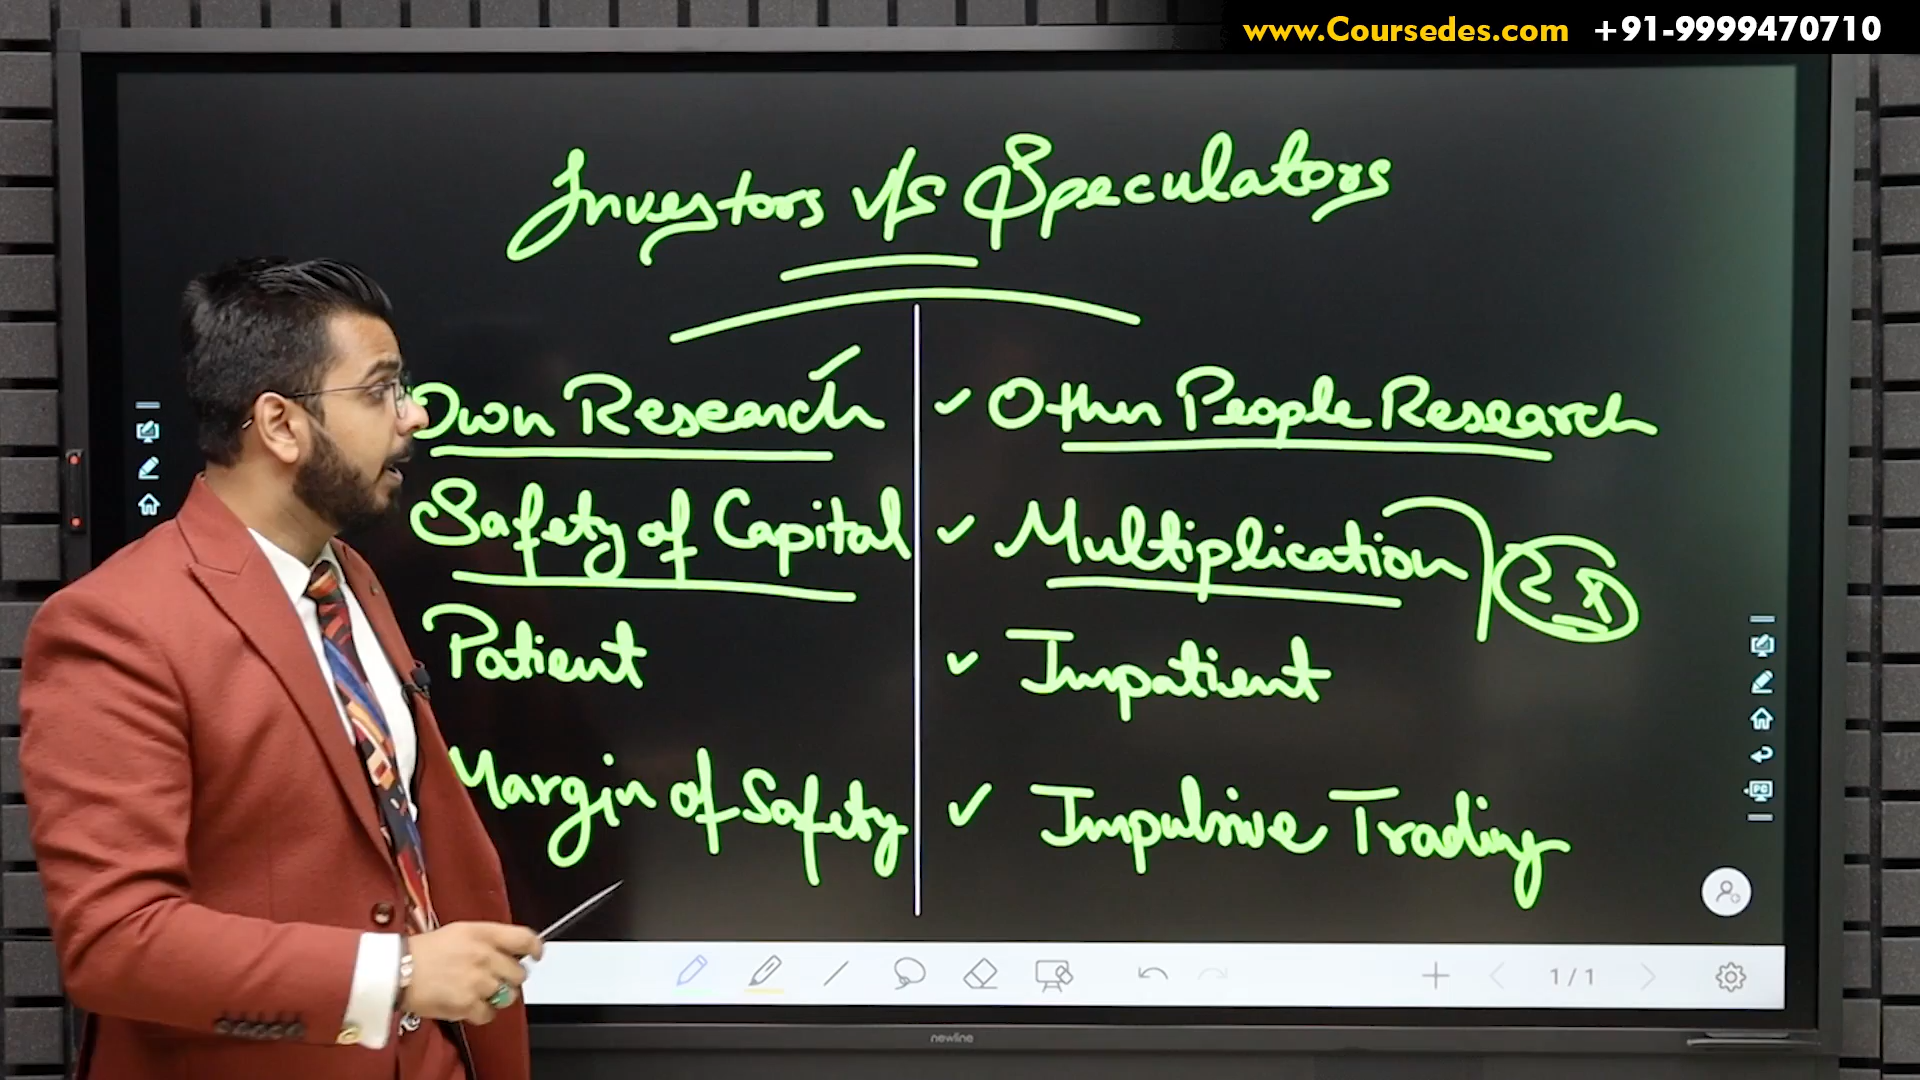 www.Coursedes.com +91-9999470710
Investors v/s Speculators
Own Research ✓ Other People Research
Safety of Capital ✓ Multiplication 2x
Patient ✓ Impatient
Margin of Safety ✓ Impulsive Trading
1/1
newline